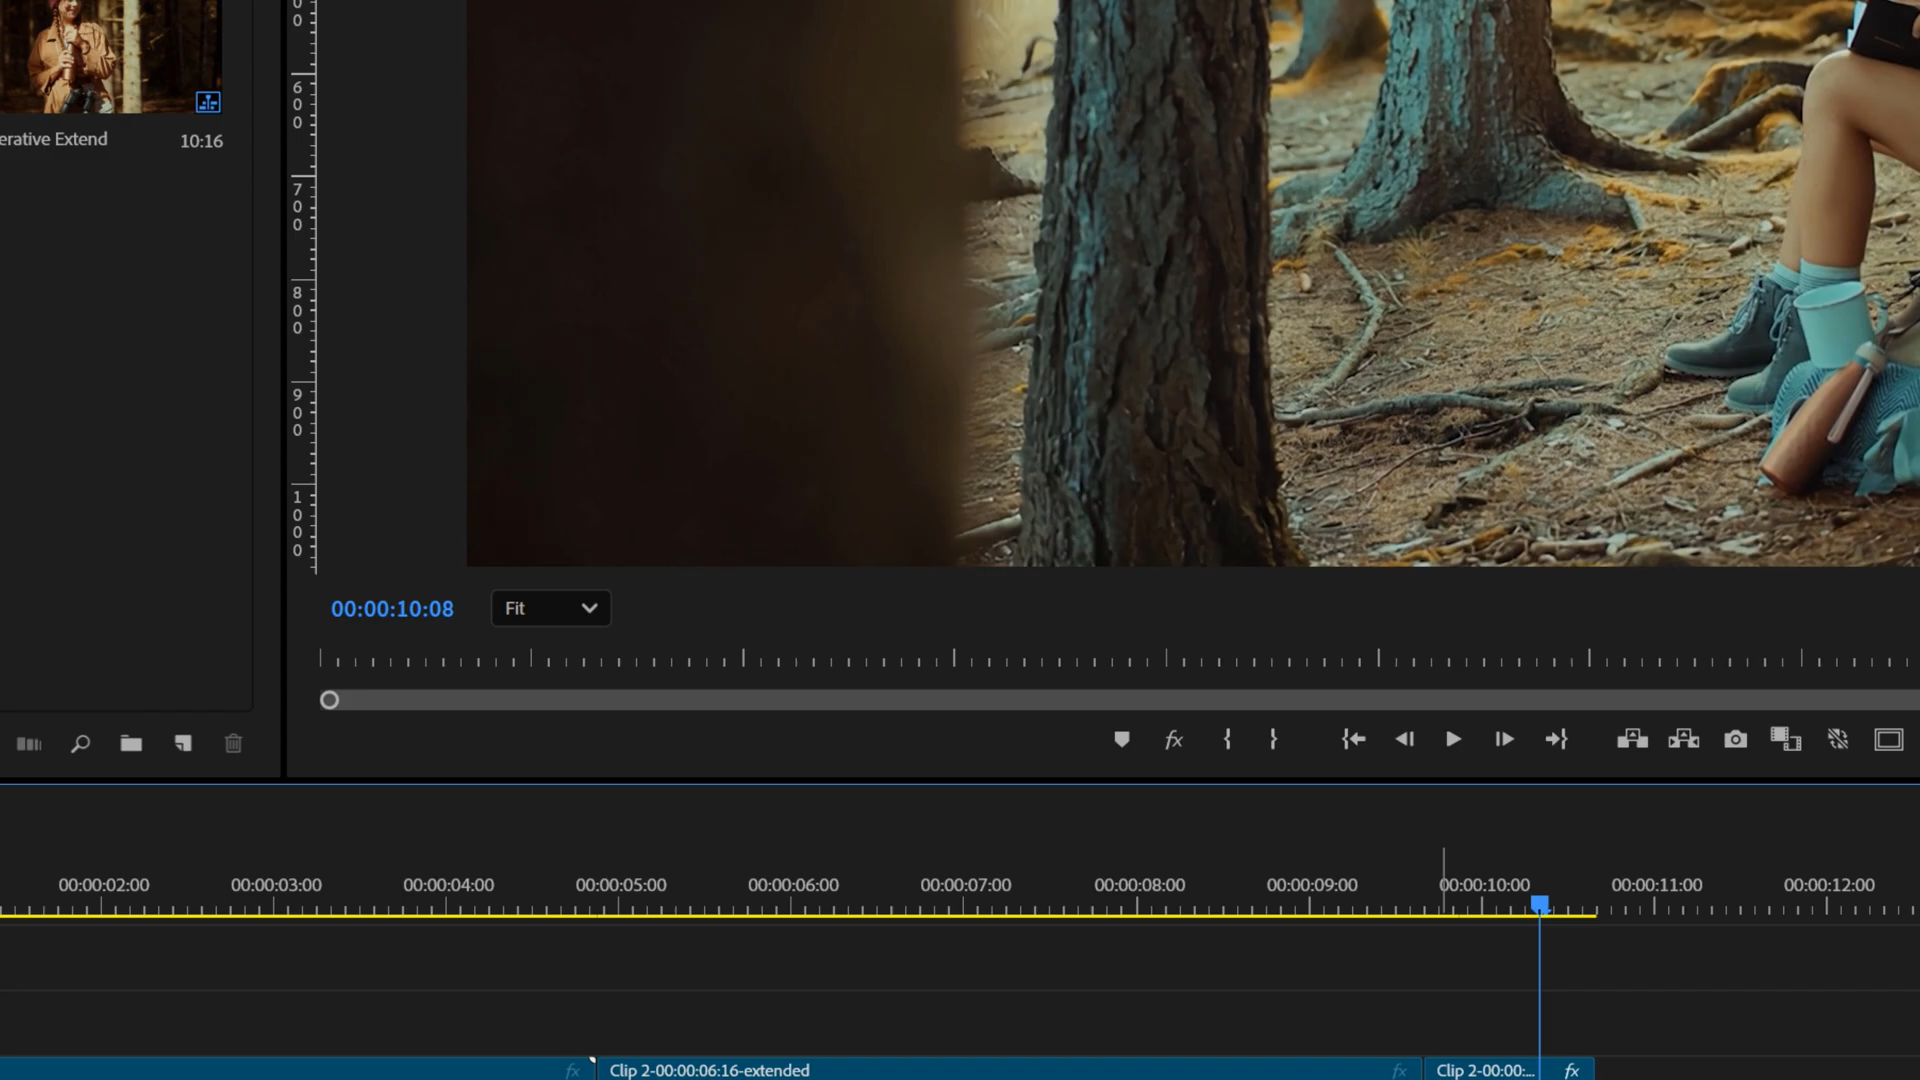 600
erative Extend
10:16
700
800
900
1000
00:00:10:08
Fit
fx
00:00:02:00
00:00:03:00
00:00:04:00
00:00:05:00
00:00:06:00
00:00:07:00
00:00:08:00
00:00:09:00
00:00:10:00
00:00:11:00
00:00:12:00
fx
Clip 2-00:00:06:16-extended
fx
Clip 2-00:00:...
fx